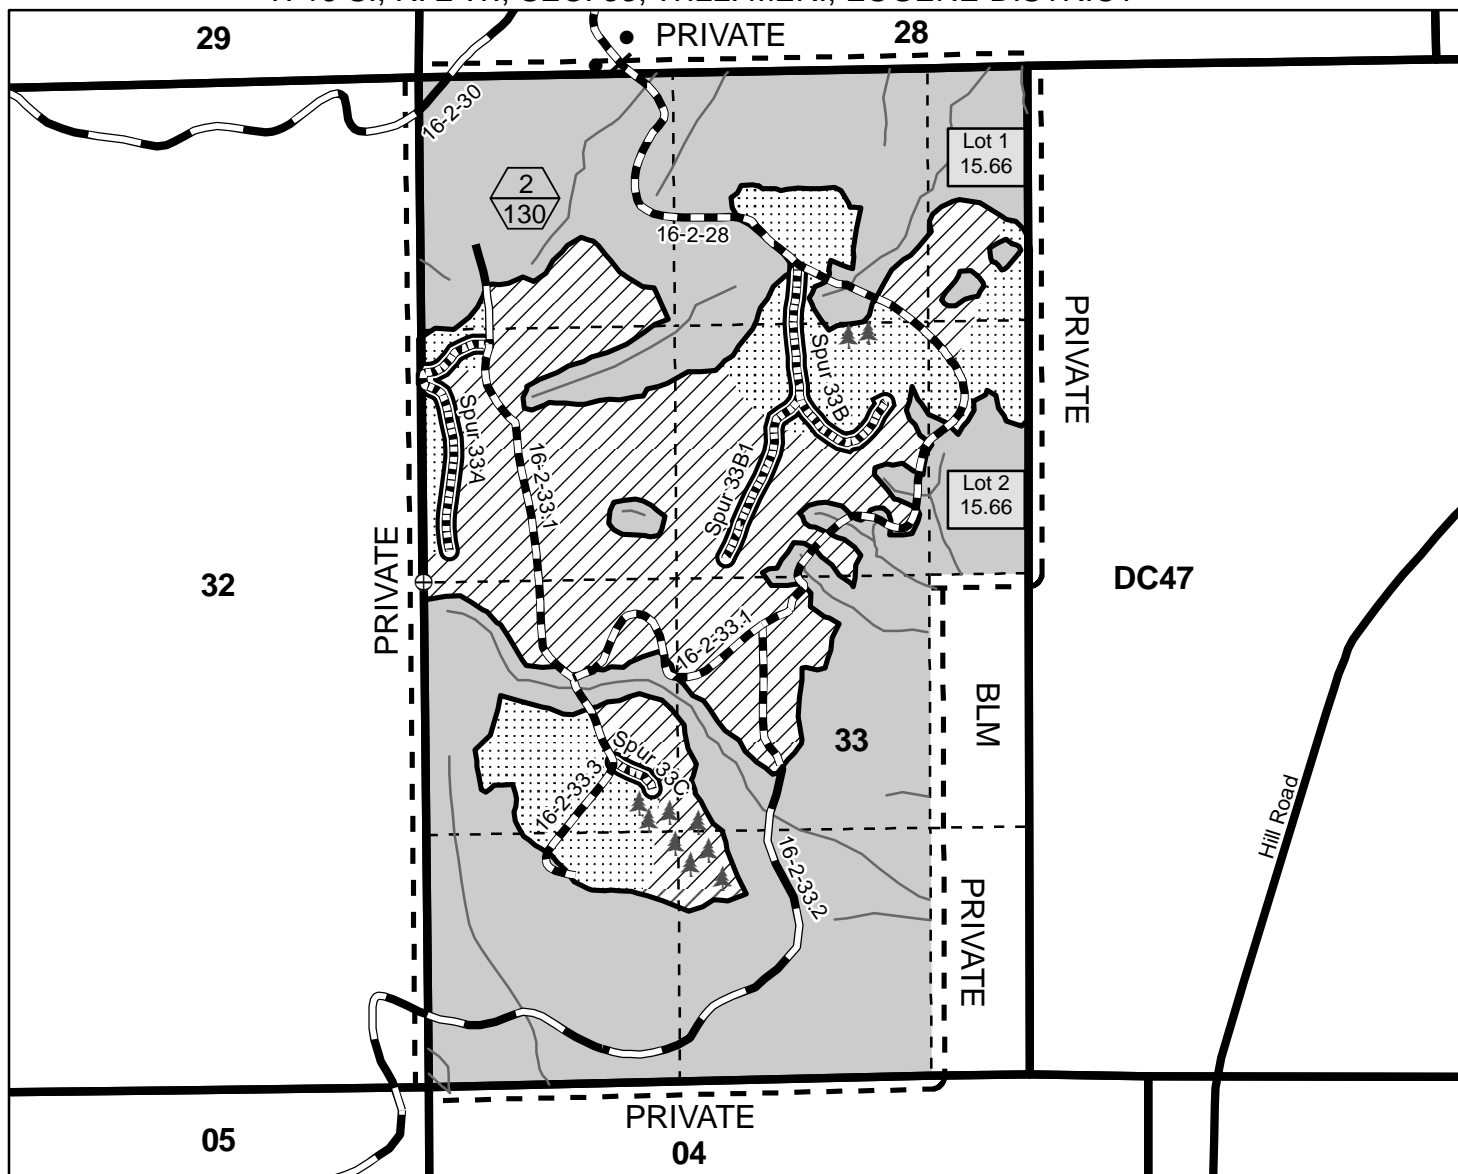 29
PRIVATE
28
16-2-30
Lot 1
15.66
2
130
16-2-28
PRIVATE
Spur 33B
Spur 33A
16-2-33.1
Spur 33B1
Lot 2
15.66
32
PRIVATE
DC47
16-2-33.1
BLM
33
Spur 33C
16-2-33.3
Hill Road
16-2-33.2
PRIVATE
PRIVATE
05
04